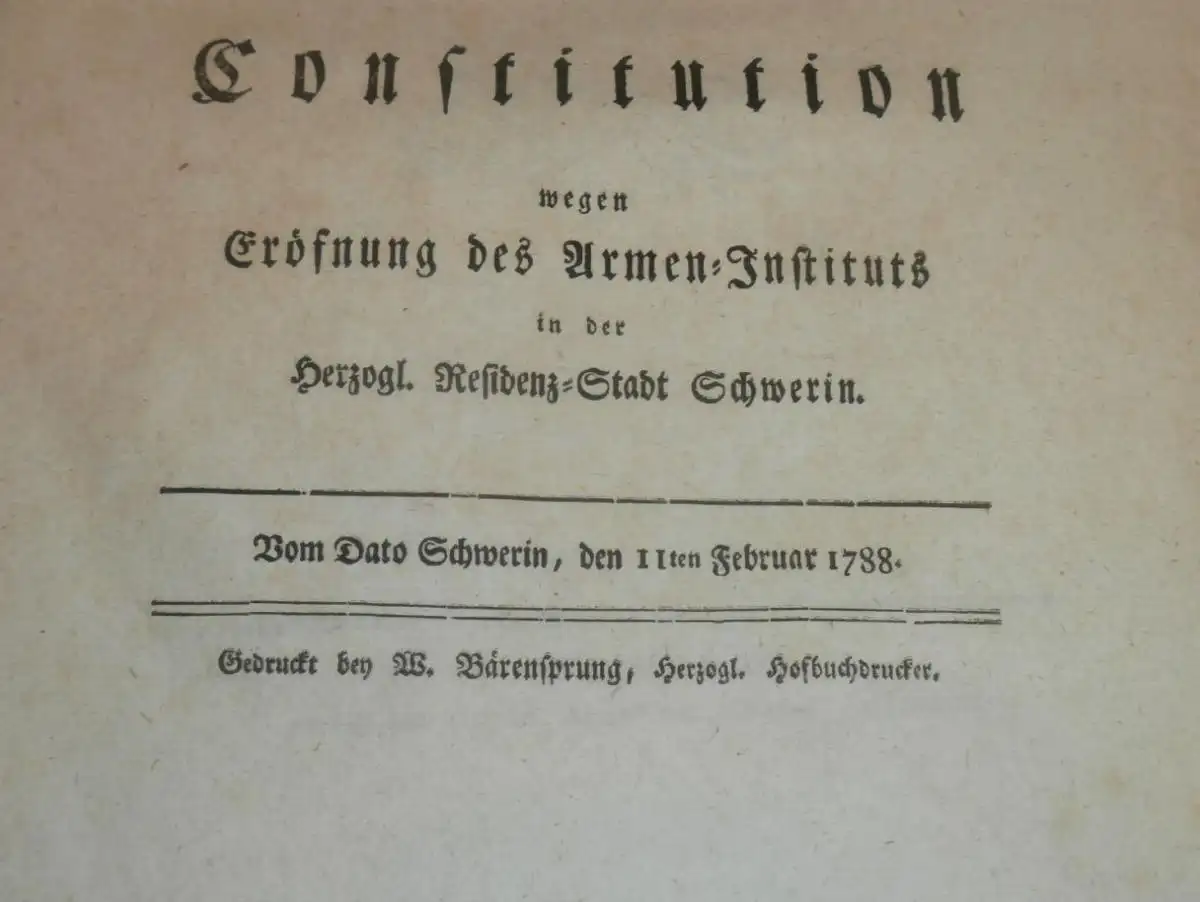 Conſtitution
wegen
Eröfnung des Armen-Inſtituts
in der
Herzogl. Reſidenz-Stadt Schwerin.
Vom Dato Schwerin, den 11ten Februar 1788.
Gedruckt bey W. Bärenſprung, Herzogl. Hofbuchdrucker.